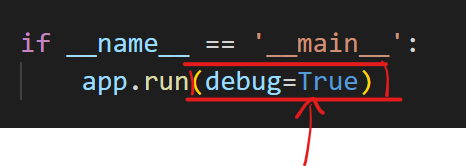 if __name__ == '__main__':
    app.run(debug=True)